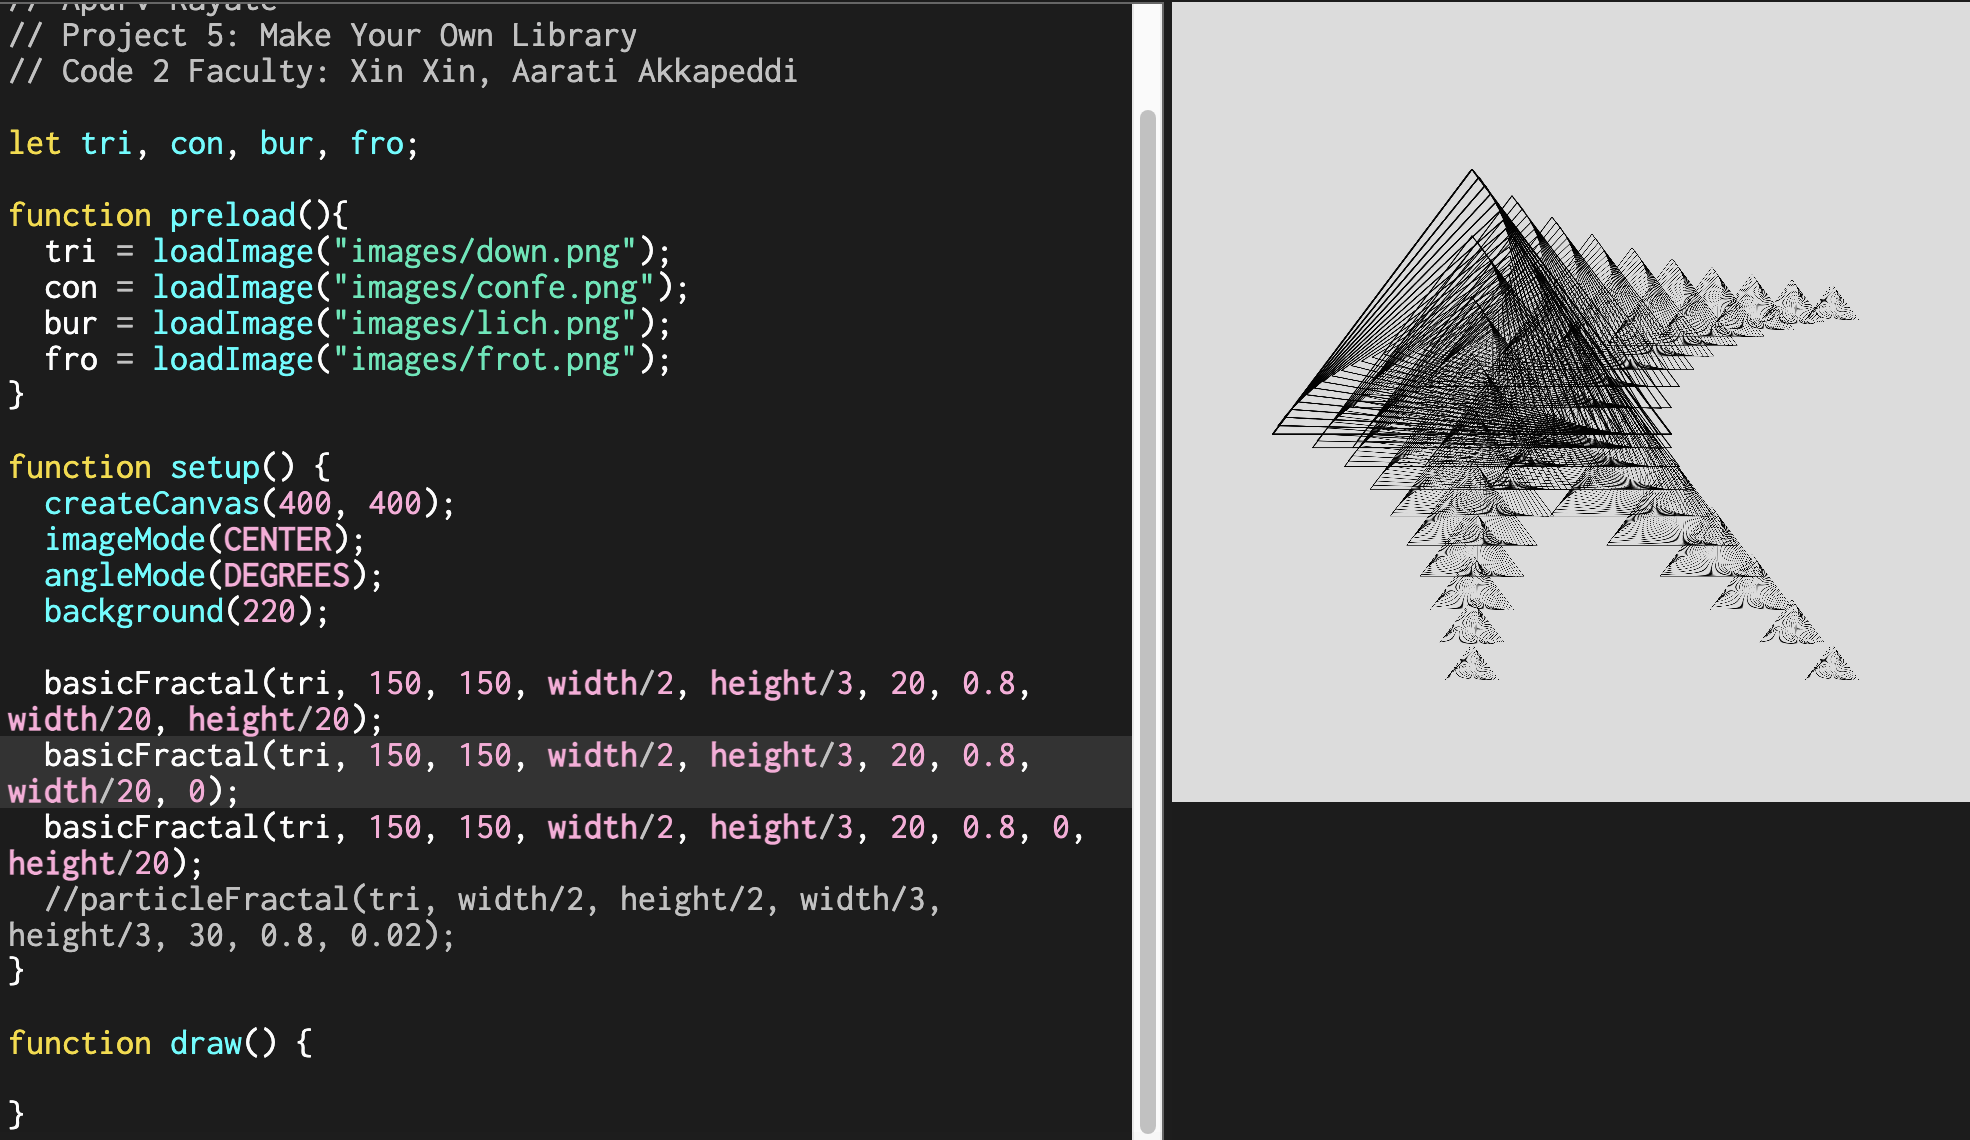 // Apurv Rayate
// Project 5: Make Your Own Library
// Code 2 Faculty: Xin Xin, Aarati Akkapeddi
let tri, con, bur, fro;
function preload(){
  tri = loadImage("images/down.png");
  con = loadImage("images/confe.png");
  bur = loadImage("images/lich.png");
  fro = loadImage("images/frot.png");
}
function setup() {
  createCanvas(400, 400);
  imageMode(CENTER);
  angleMode(DEGREES);
  background(220);
  basicFractal(tri, 150, 150, width/2, height/3, 20, 0.8,
width/20, height/20);
  basicFractal(tri, 150, 150, width/2, height/3, 20, 0.8,
width/20, 0);
  basicFractal(tri, 150, 150, width/2, height/3, 20, 0.8, 0,
height/20);
  //particleFractal(tri, width/2, height/2, width/3,
height/3, 30, 0.8, 0.02);
}
function draw() {
}